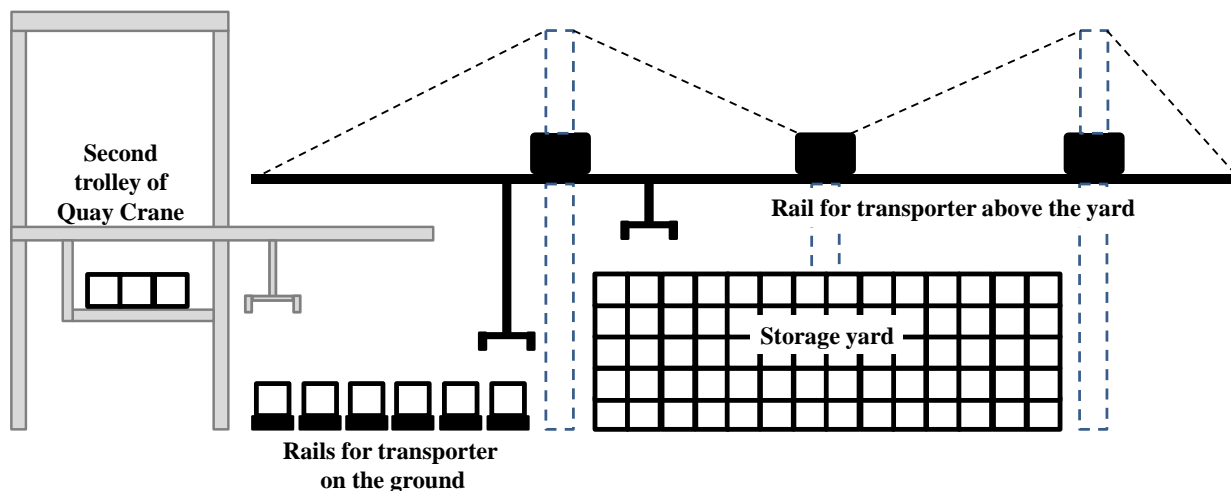 Second
trolley of
Quay Crane
Rail for transporter above the yard
Storage yard
Rails for transporter
on the ground